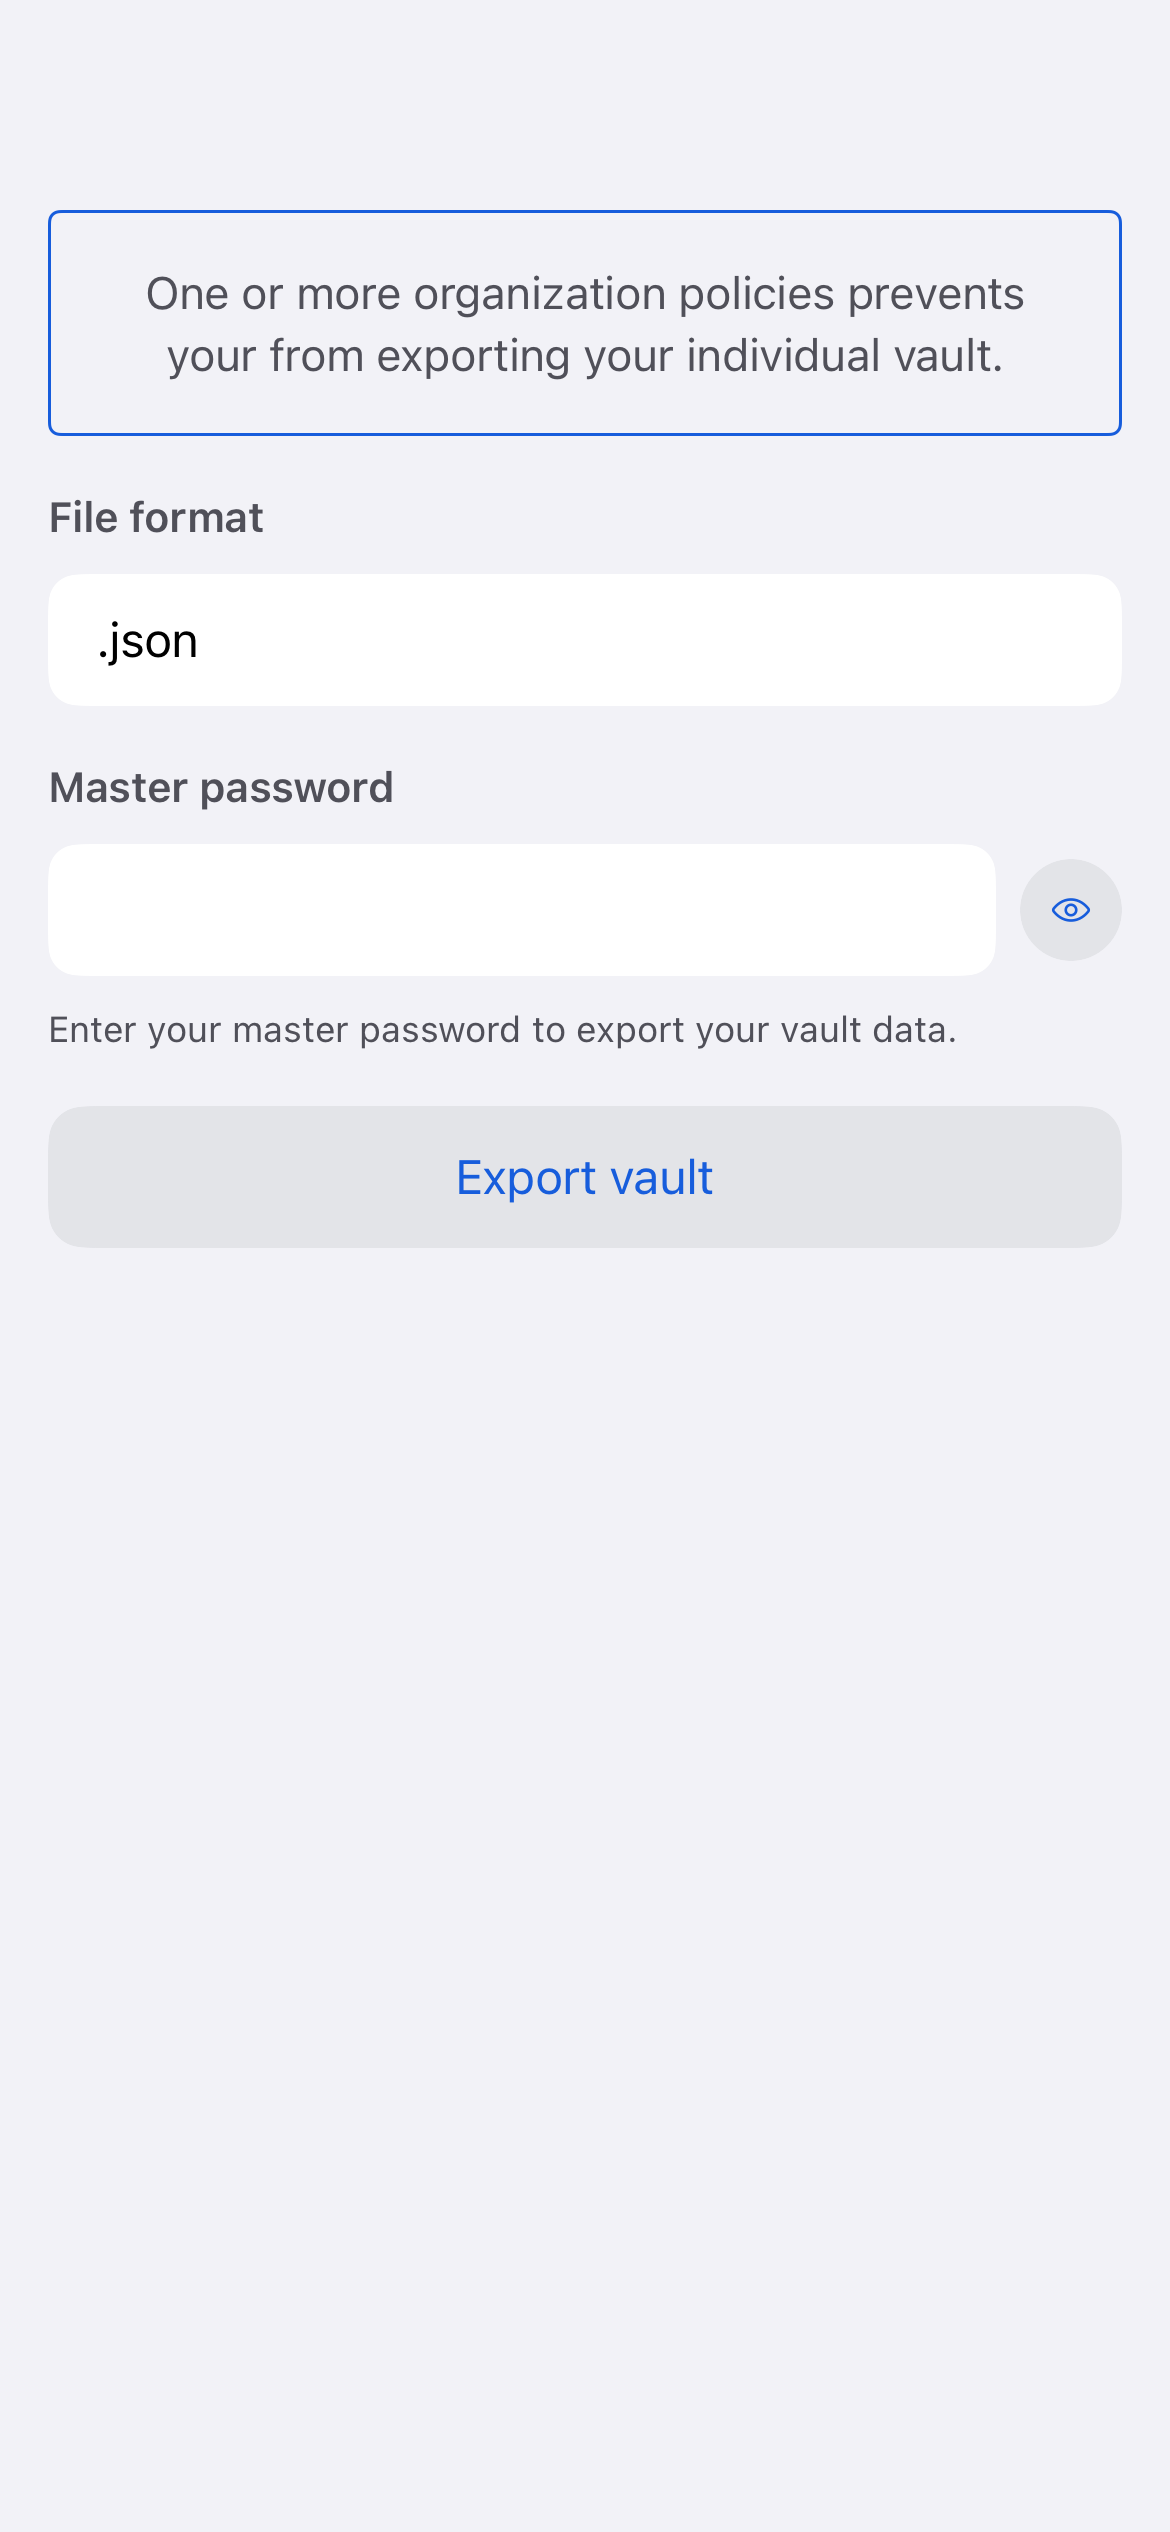 One or more organization policies prevents
your from exporting your individual vault.
File format
.json
Master password
Enter your master password to export your vault data.
Export vault